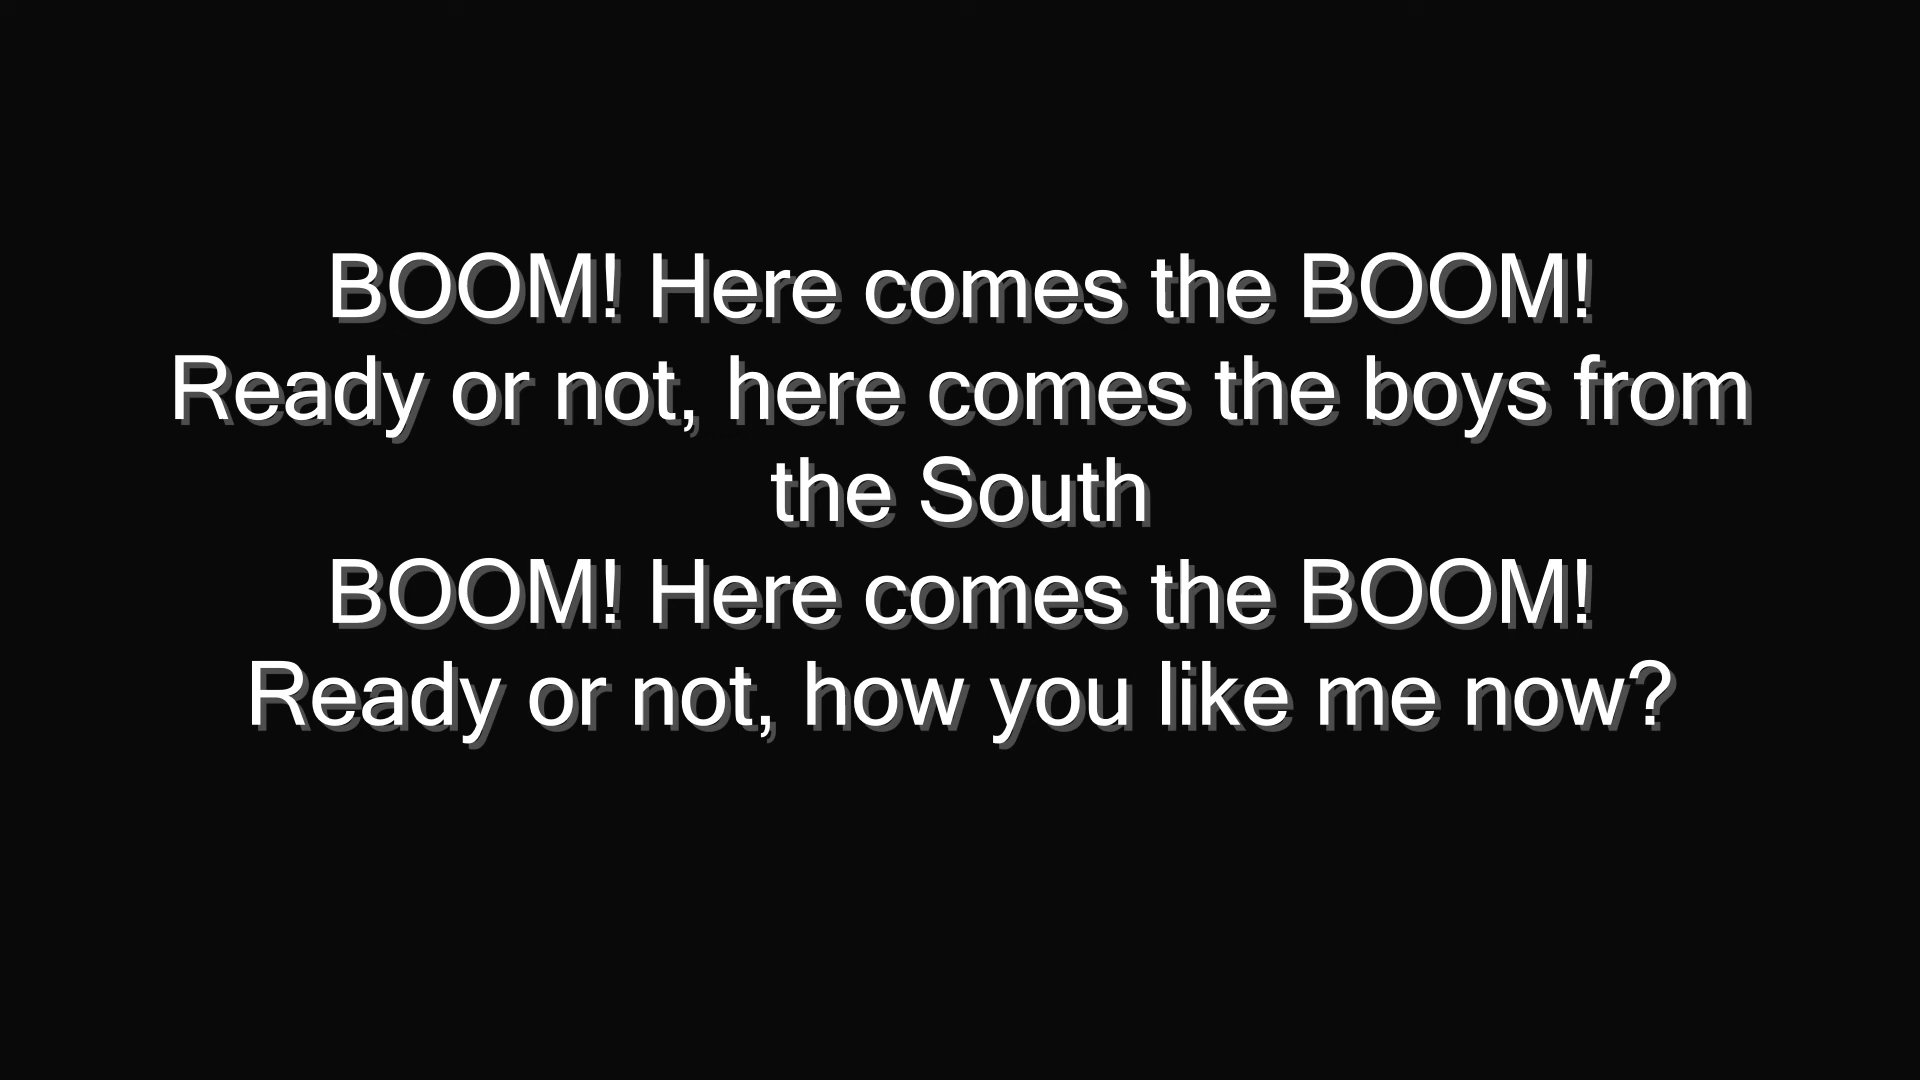 BOOM! Here comes the BOOM!
Ready or not, here comes the boys from
the South
BOOM! Here comes the BOOM!
Ready or not, how you like me now?